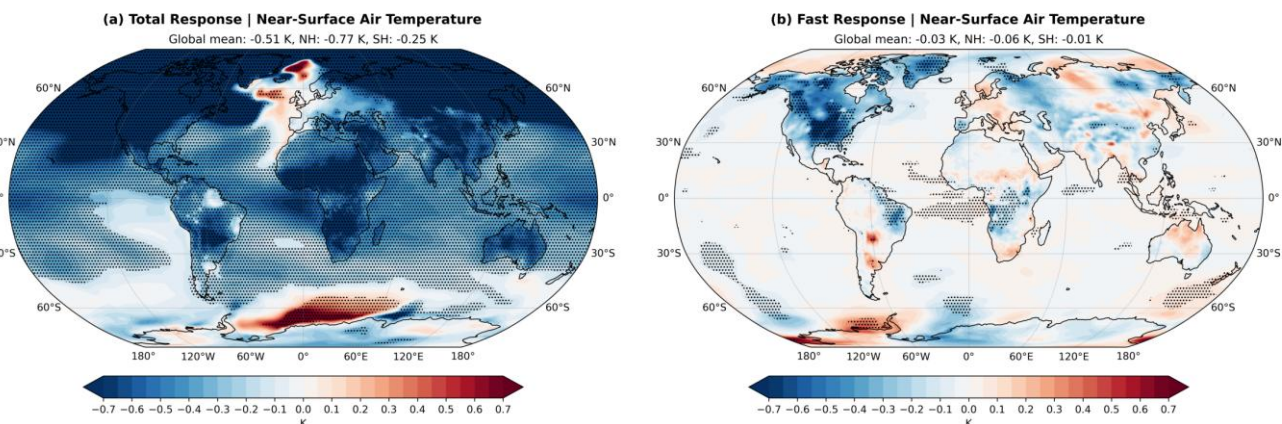 (a) Total Response | Near-Surface Air Temperature
Global mean: -0.51 K, NH: -0.77 K, SH: -0.25 K
60°N
60°N
30°N
30°N
0°
0°
30°S
30°S
60°S
60°S
180° 120°W 60°W 0° 60°E 120°E 180°
−0.7 −0.6 −0.5 −0.4 −0.3 −0.2 −0.1 0.0 0.1 0.2 0.3 0.4 0.5 0.6 0.7
K
(b) Fast Response | Near-Surface Air Temperature
Global mean: -0.03 K, NH: -0.06 K, SH: -0.01 K
60°N
60°N
30°N
30°N
0°
0°
30°S
30°S
60°S
60°S
180° 120°W 60°W 0° 60°E 120°E 180°
−0.7 −0.6 −0.5 −0.4 −0.3 −0.2 −0.1 0.0 0.1 0.2 0.3 0.4 0.5 0.6 0.7
K